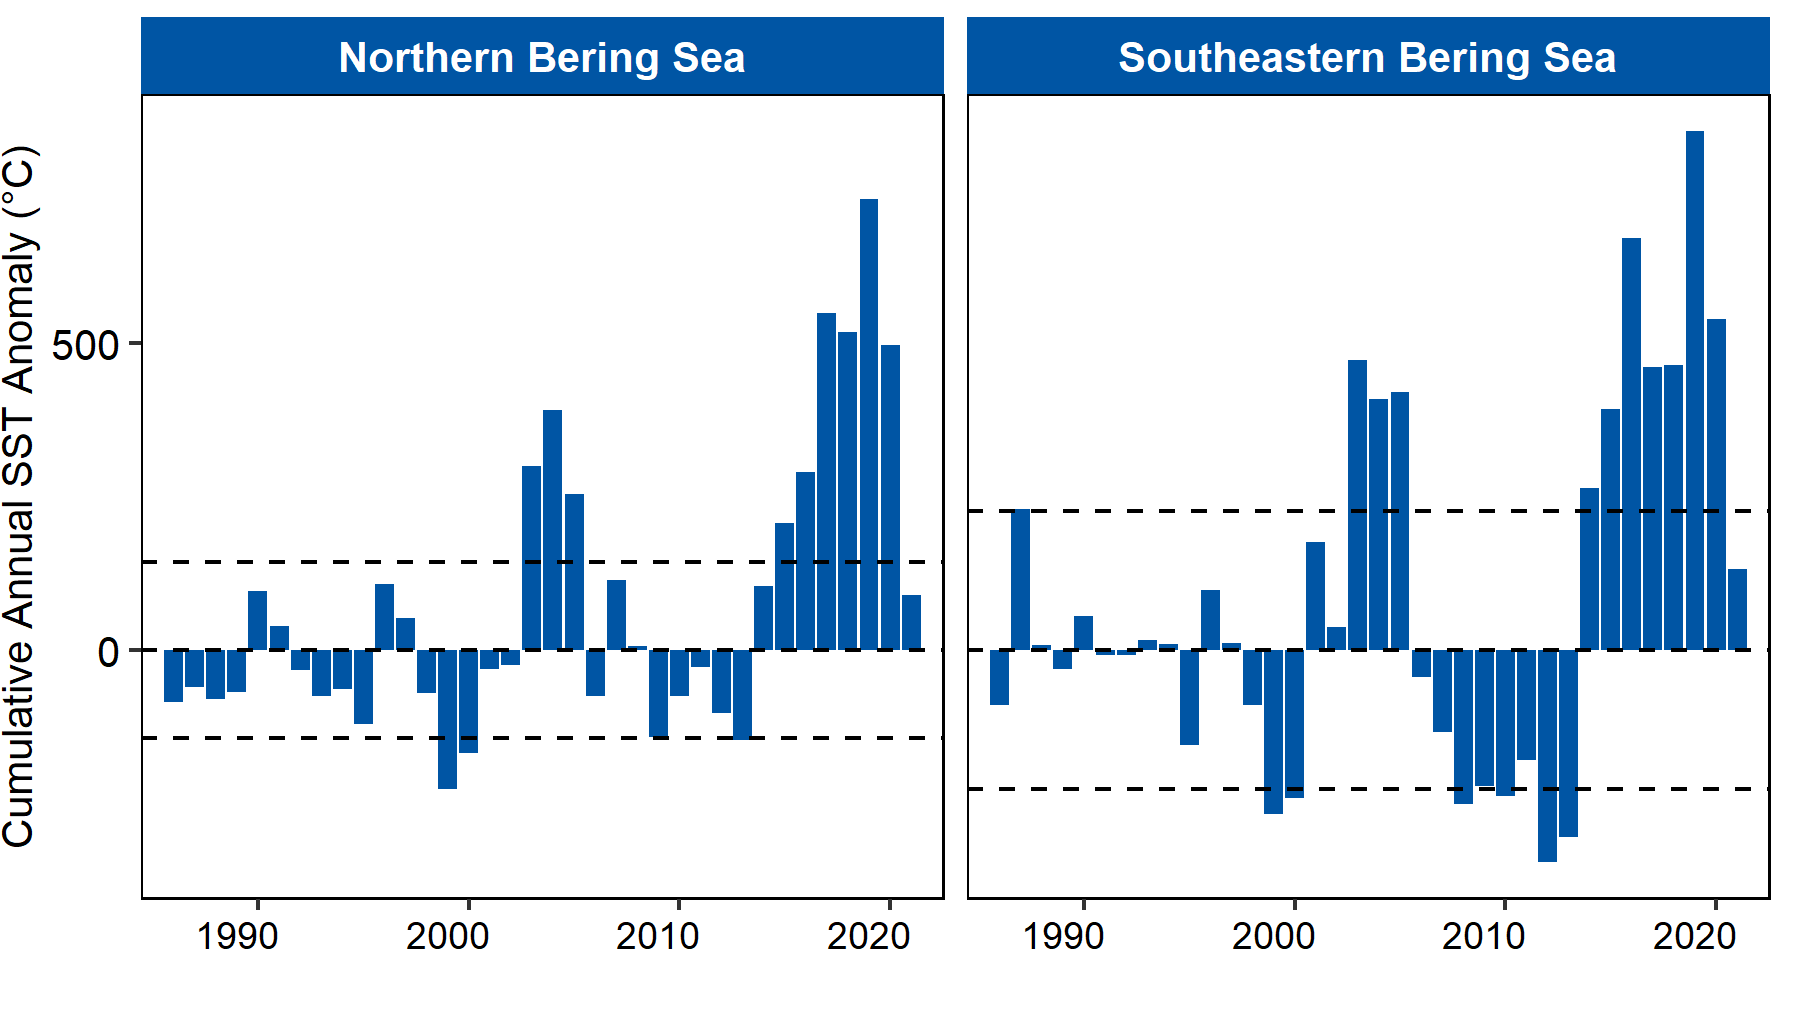 Northern Bering Sea
Southeastern Bering Sea
Cumulative Annual SST Anomaly (°C)
500
0
1990 2000 2010 2020
1990 2000 2010 2020